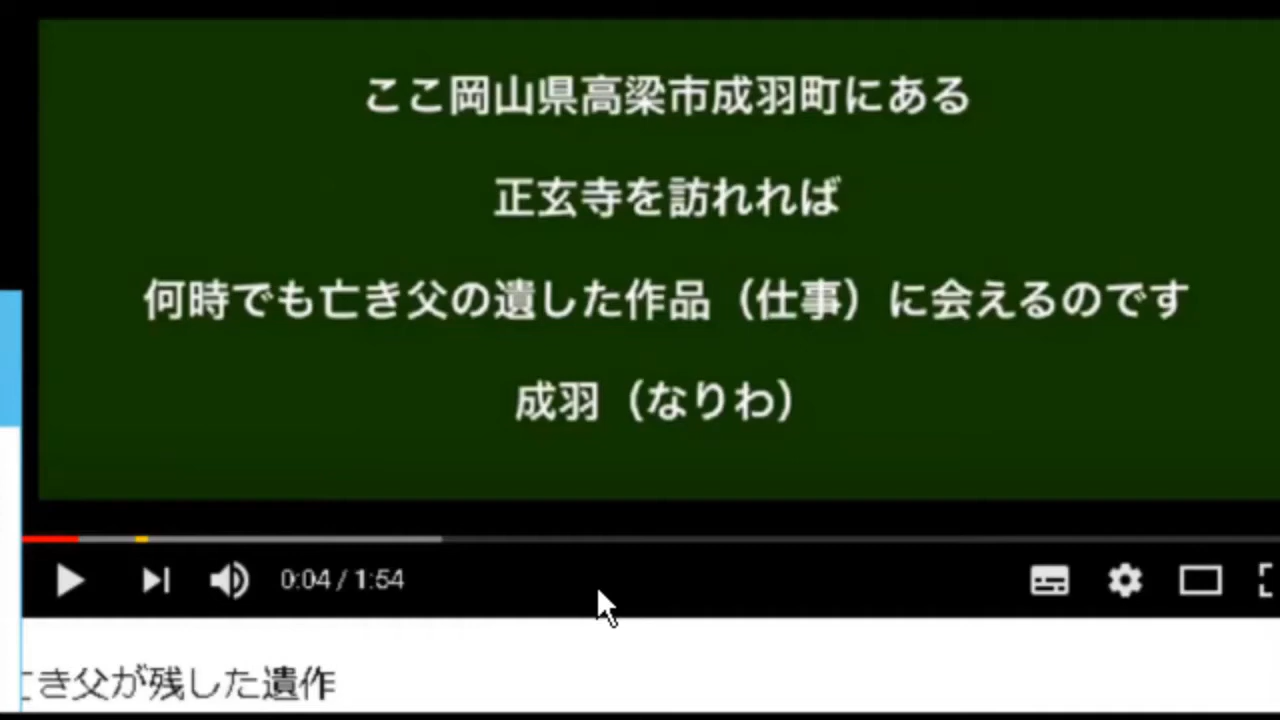 ここ岡山県高梁市成羽町にある
正玄寺を訪れれば
何時でも亡き父の遺した作品（仕事）に会えるのです
成羽（なりわ）
0:04 / 1:54
き父が残した遺作